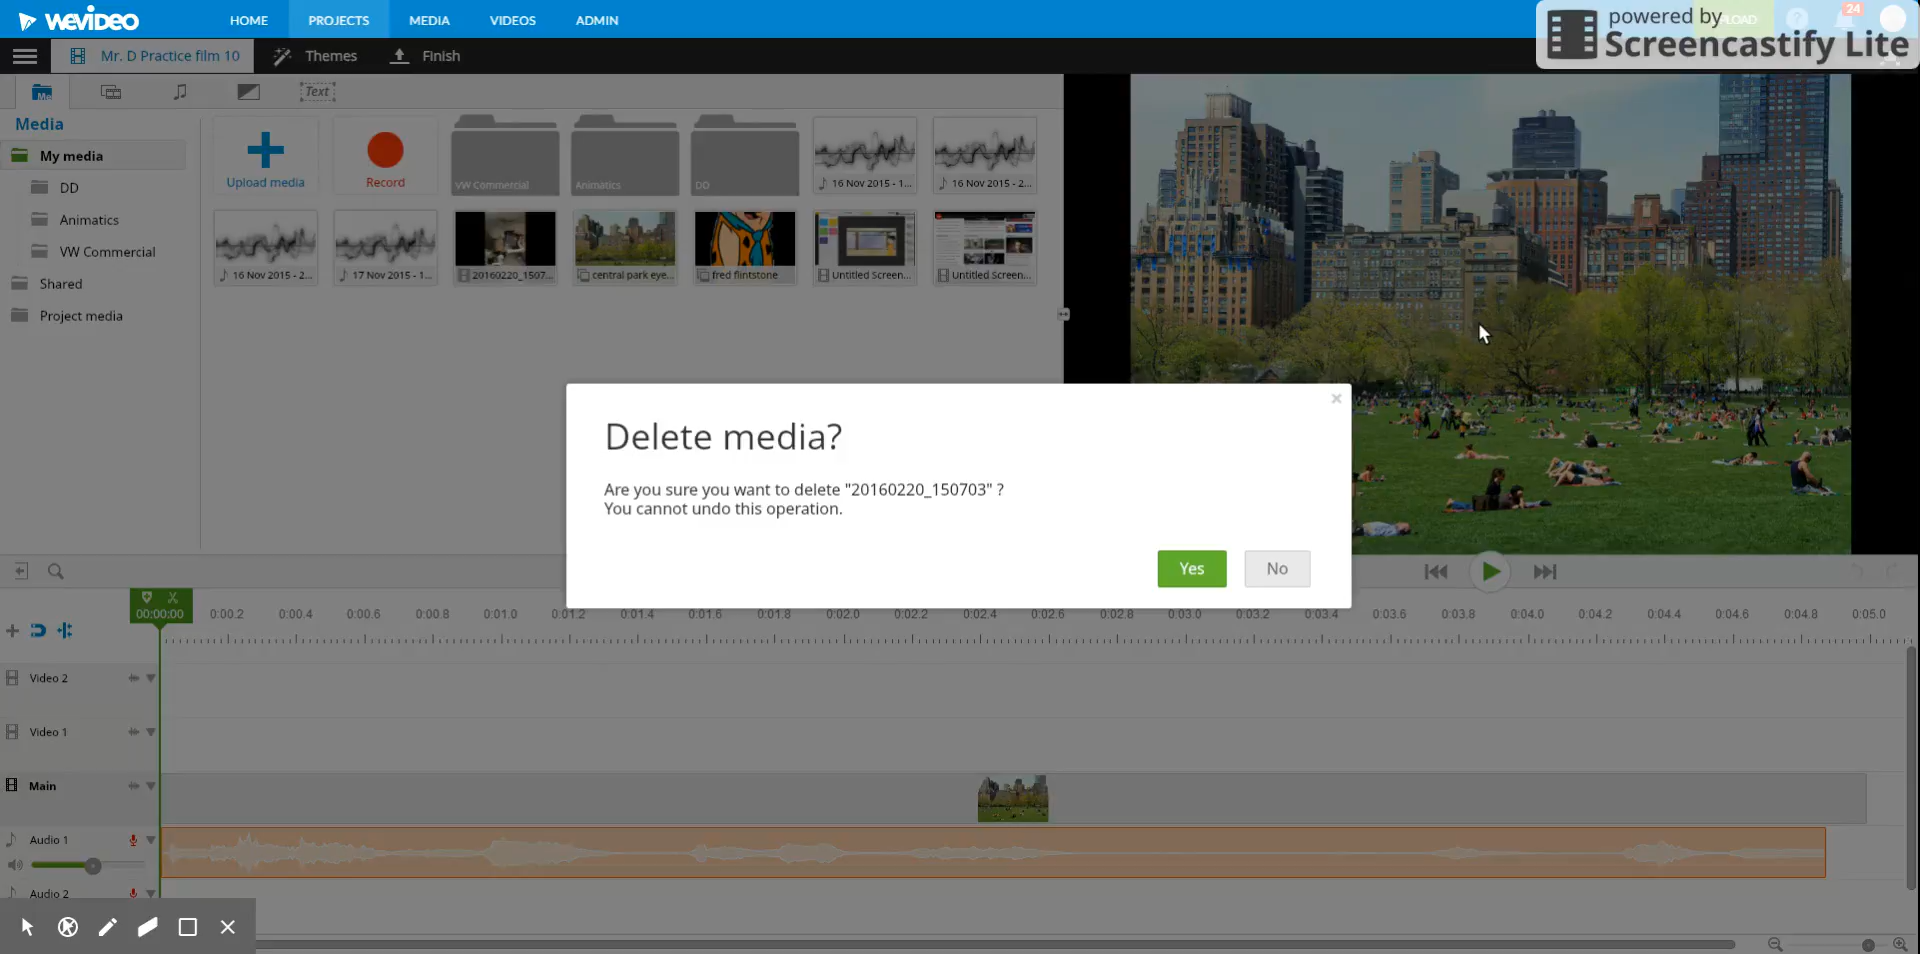 WEVIDEO
HOME
PROJECTS
MEDIA
VIDEOS
ADMIN
24
powered by
Screencastify Lite
Mr. D Practice film 10
Themes
Finish
Me
Text
Media
My media
DD
Animatics
VW Commercial
Shared
Project media
Upload media
Record
VW Commercial
Animatics
DD
16 Nov 2015 - 1...
16 Nov 2015 - 2...
16 Nov 2015 - 2...
17 Nov 2015 - 1...
20160220_1507...
central park eye...
fred flintstone
Untitled Screen...
Untitled Screen...
Delete media?
Are you sure you want to delete "20160220_150703" ?
You cannot undo this operation.
Yes
No
00:00:00
0:00.2
0:00.4
0:00.6
0:00.8
0:01.0
0:01.2
0:01.4
0:01.6
0:01.8
0:02.0
0:02.2
0:02.4
0:02.6
0:02.8
0:03.0
0:03.2
0:03.4
0:03.6
0:03.8
0:04.0
0:04.2
0:04.4
0:04.6
0:04.8
0:05.0
Video 2
Video 1
Main
Audio 1
Audio 2